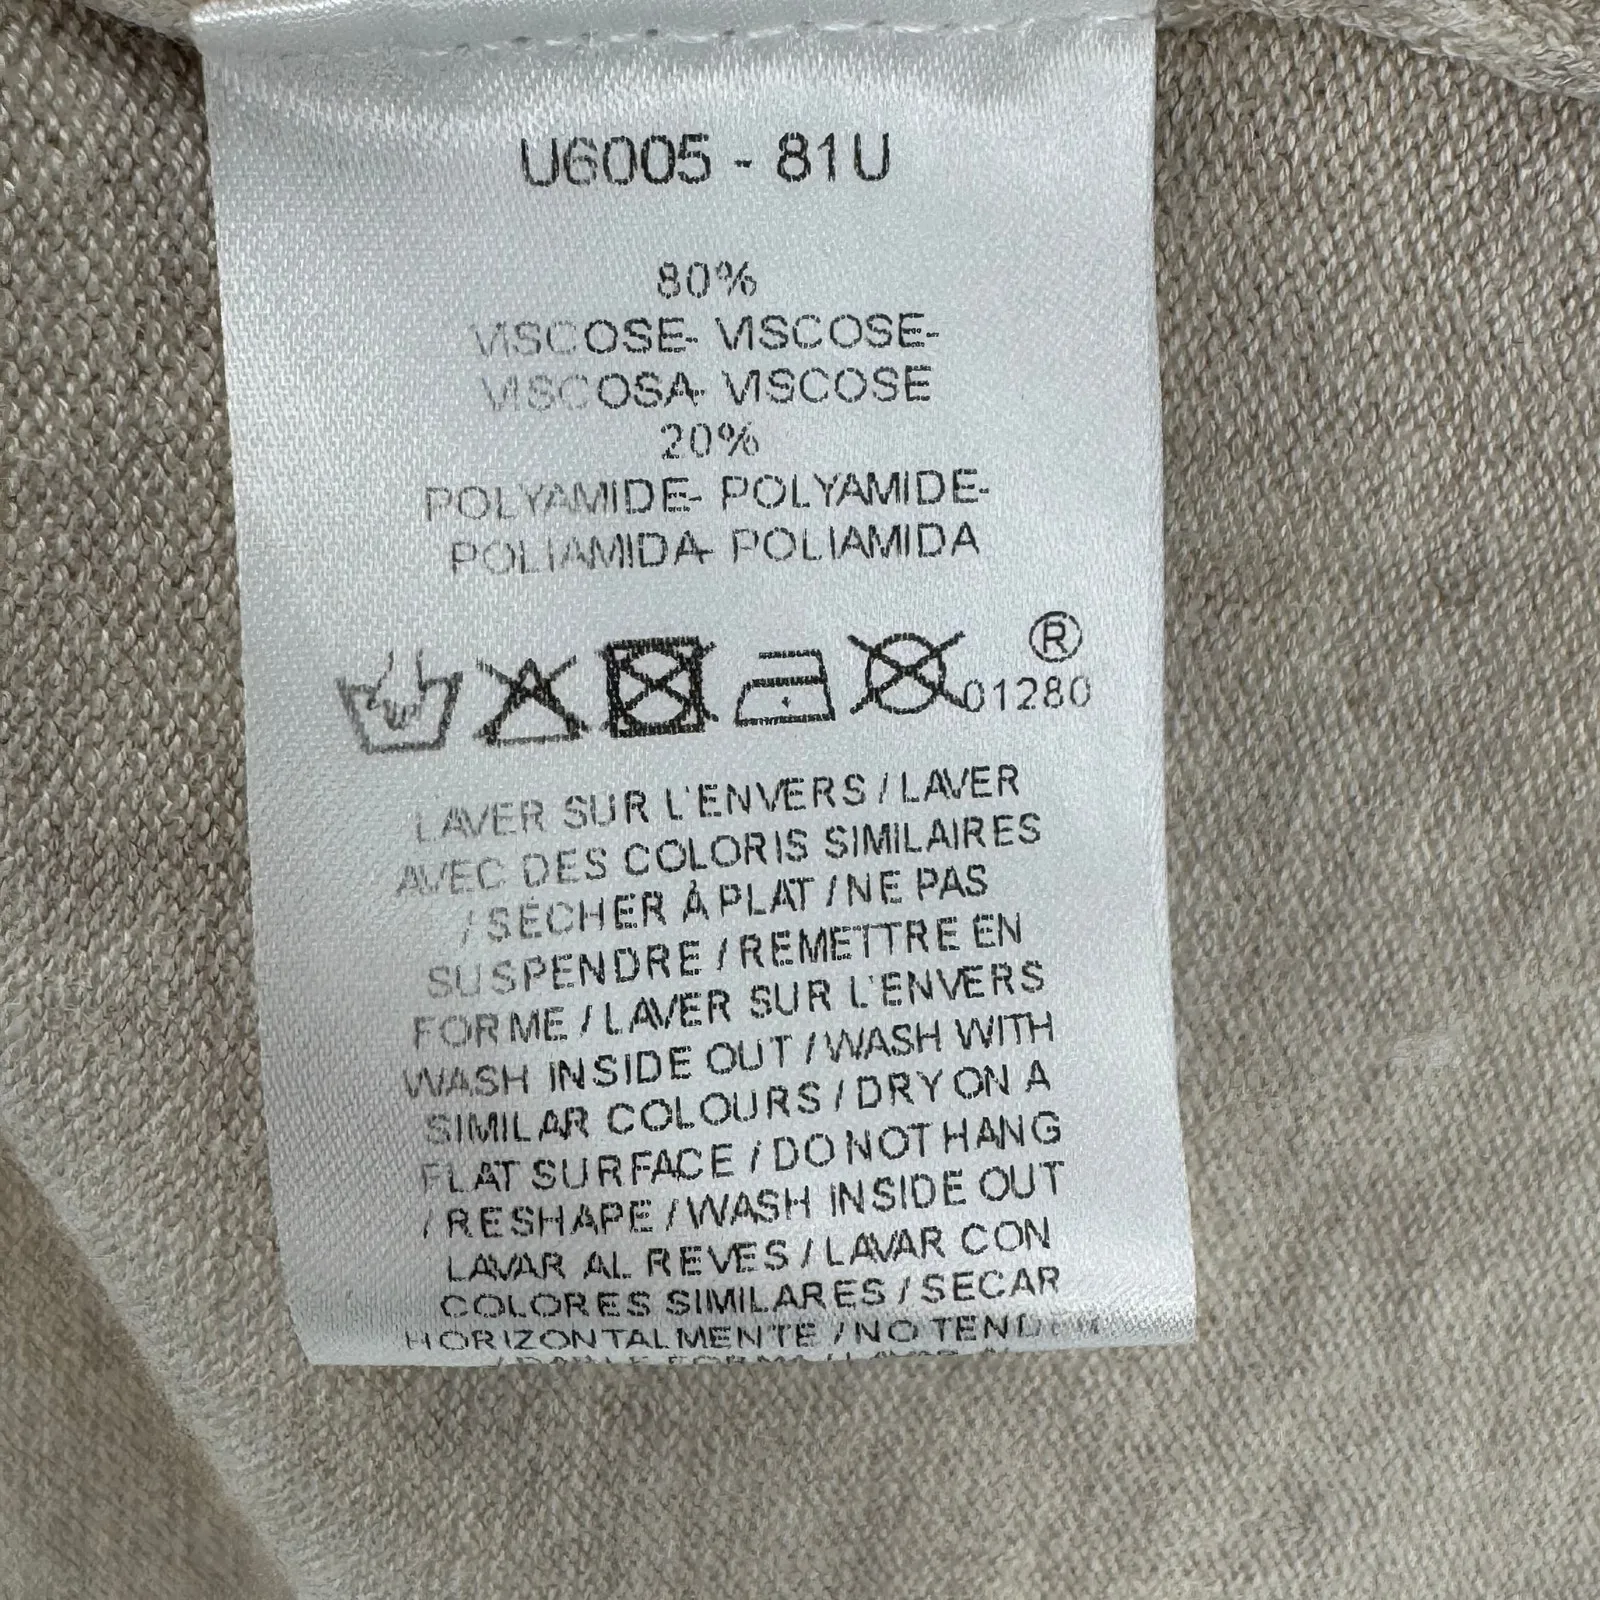 U6005 - 81U
80%
VISCOSE- VISCOSE-
VISCOSA- VISCOSE
20%
POLYAMIDE- POLYAMIDE-
POLIAMIDA- POLIAMIDA
®
01280
LAVER SUR L'ENVERS / LAVER
AVEC DES COLORIS SIMILAIRES
/ SÉCHER À PLAT / NE PAS
SUSPENDRE / REMETTRE EN
FORME / LAVER SUR L'ENVERS
WASH INSIDE OUT / WASH WITH
SIMILAR COLOURS / DRY ON A
FLAT SURFACE / DO NOT HANG
/ RESHAPE / WASH INSIDE OUT
LAVAR AL REVES / LAVAR CON
COLORES SIMILARES / SECAR
HORIZONTALMENTE / NO TENDER